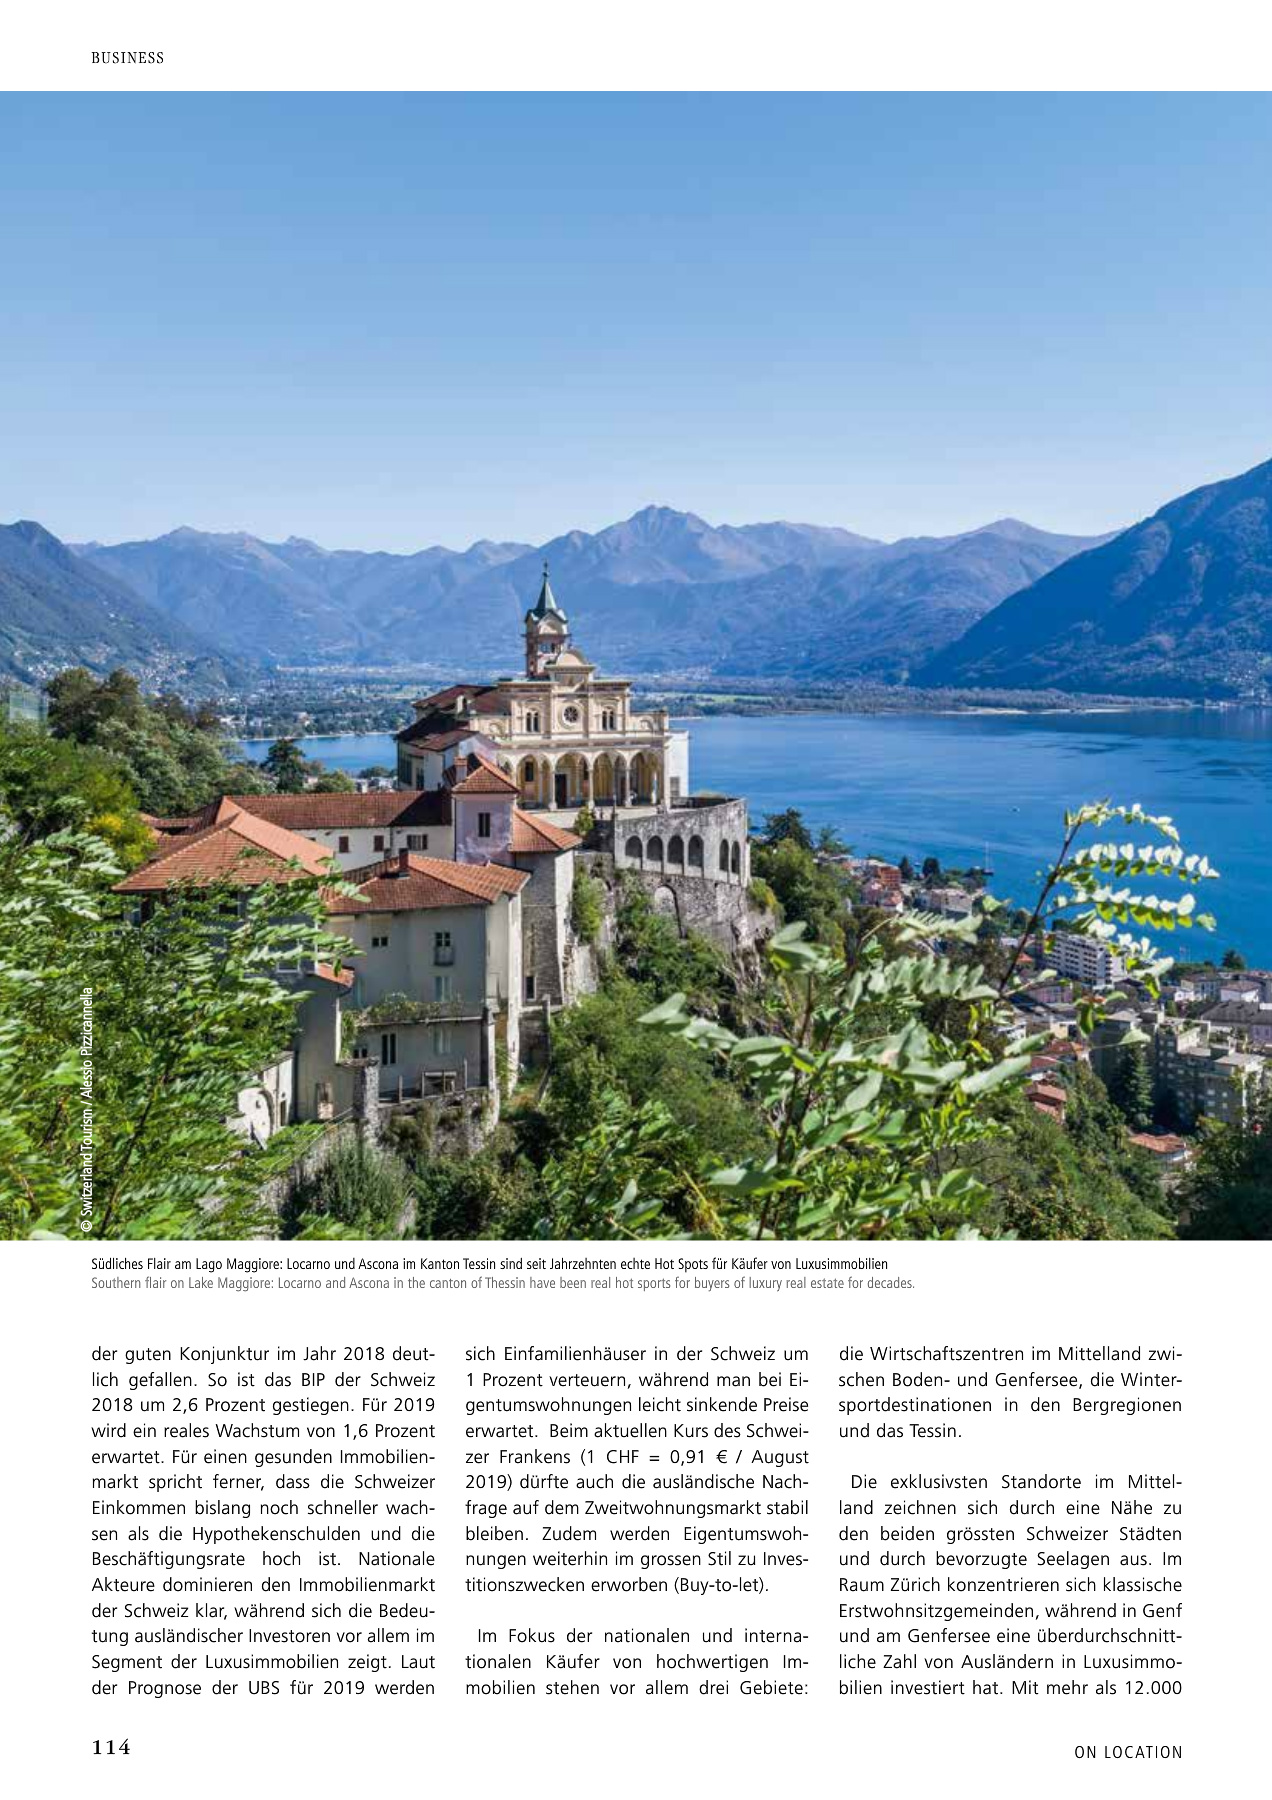 BUSINESS
© Switzerland Tourism / Alessio Pizzicannella
Südliches Flair am Lago Maggiore: Locarno und Ascona im Kanton Tessin sind seit Jahrzehnten echte Hot Spots für Käufer von Luxusimmobilien
Southern flair on Lake Maggiore: Locarno and Ascona in the canton of Thessin have been real hot sports for buyers of luxury real estate for decades.
der guten Konjunktur im Jahr 2018 deut-
lich gefallen. So ist das BIP der Schweiz
2018 um 2,6 Prozent gestiegen. Für 2019
wird ein reales Wachstum von 1,6 Prozent
erwartet. Für einen gesunden Immobilien-
markt spricht ferner, dass die Schweizer
Einkommen bislang noch schneller wach-
sen als die Hypothekenschulden und die
Beschäftigungsrate hoch ist. Nationale
Akteure dominieren den Immobilienmarkt
der Schweiz klar, während sich die Bedeu-
tung ausländischer Investoren vor allem im
Segment der Luxusimmobilien zeigt. Laut
der Prognose der UBS für 2019 werden
sich Einfamilienhäuser in der Schweiz um
1 Prozent verteuern, während man bei Ei-
gentumswohnungen leicht sinkende Preise
erwartet. Beim aktuellen Kurs des Schwei-
zer Frankens (1 CHF = 0,91 € / August
2019) dürfte auch die ausländische Nach-
frage auf dem Zweitwohnungsmarkt stabil
bleiben. Zudem werden Eigentumswoh-
nungen weiterhin im grossen Stil zu Inves-
titionszwecken erworben (Buy-to-let).
Im Fokus der nationalen und interna-
tionalen Käufer von hochwertigen Im-
mobilien stehen vor allem drei Gebiete:
die Wirtschaftszentren im Mittelland zwi-
schen Boden- und Genfersee, die Winter-
sportdestinationen in den Bergregionen
und das Tessin.
Die exklusivsten Standorte im Mittel-
land zeichnen sich durch eine Nähe zu
den beiden grössten Schweizer Städten
und durch bevorzugte Seelagen aus. Im
Raum Zürich konzentrieren sich klassische
Erstwohnsitzgemeinden, während in Genf
und am Genfersee eine überdurchschnitt-
liche Zahl von Ausländern in Luxusimmo-
bilien investiert hat. Mit mehr als 12.000
114
ON LOCATION